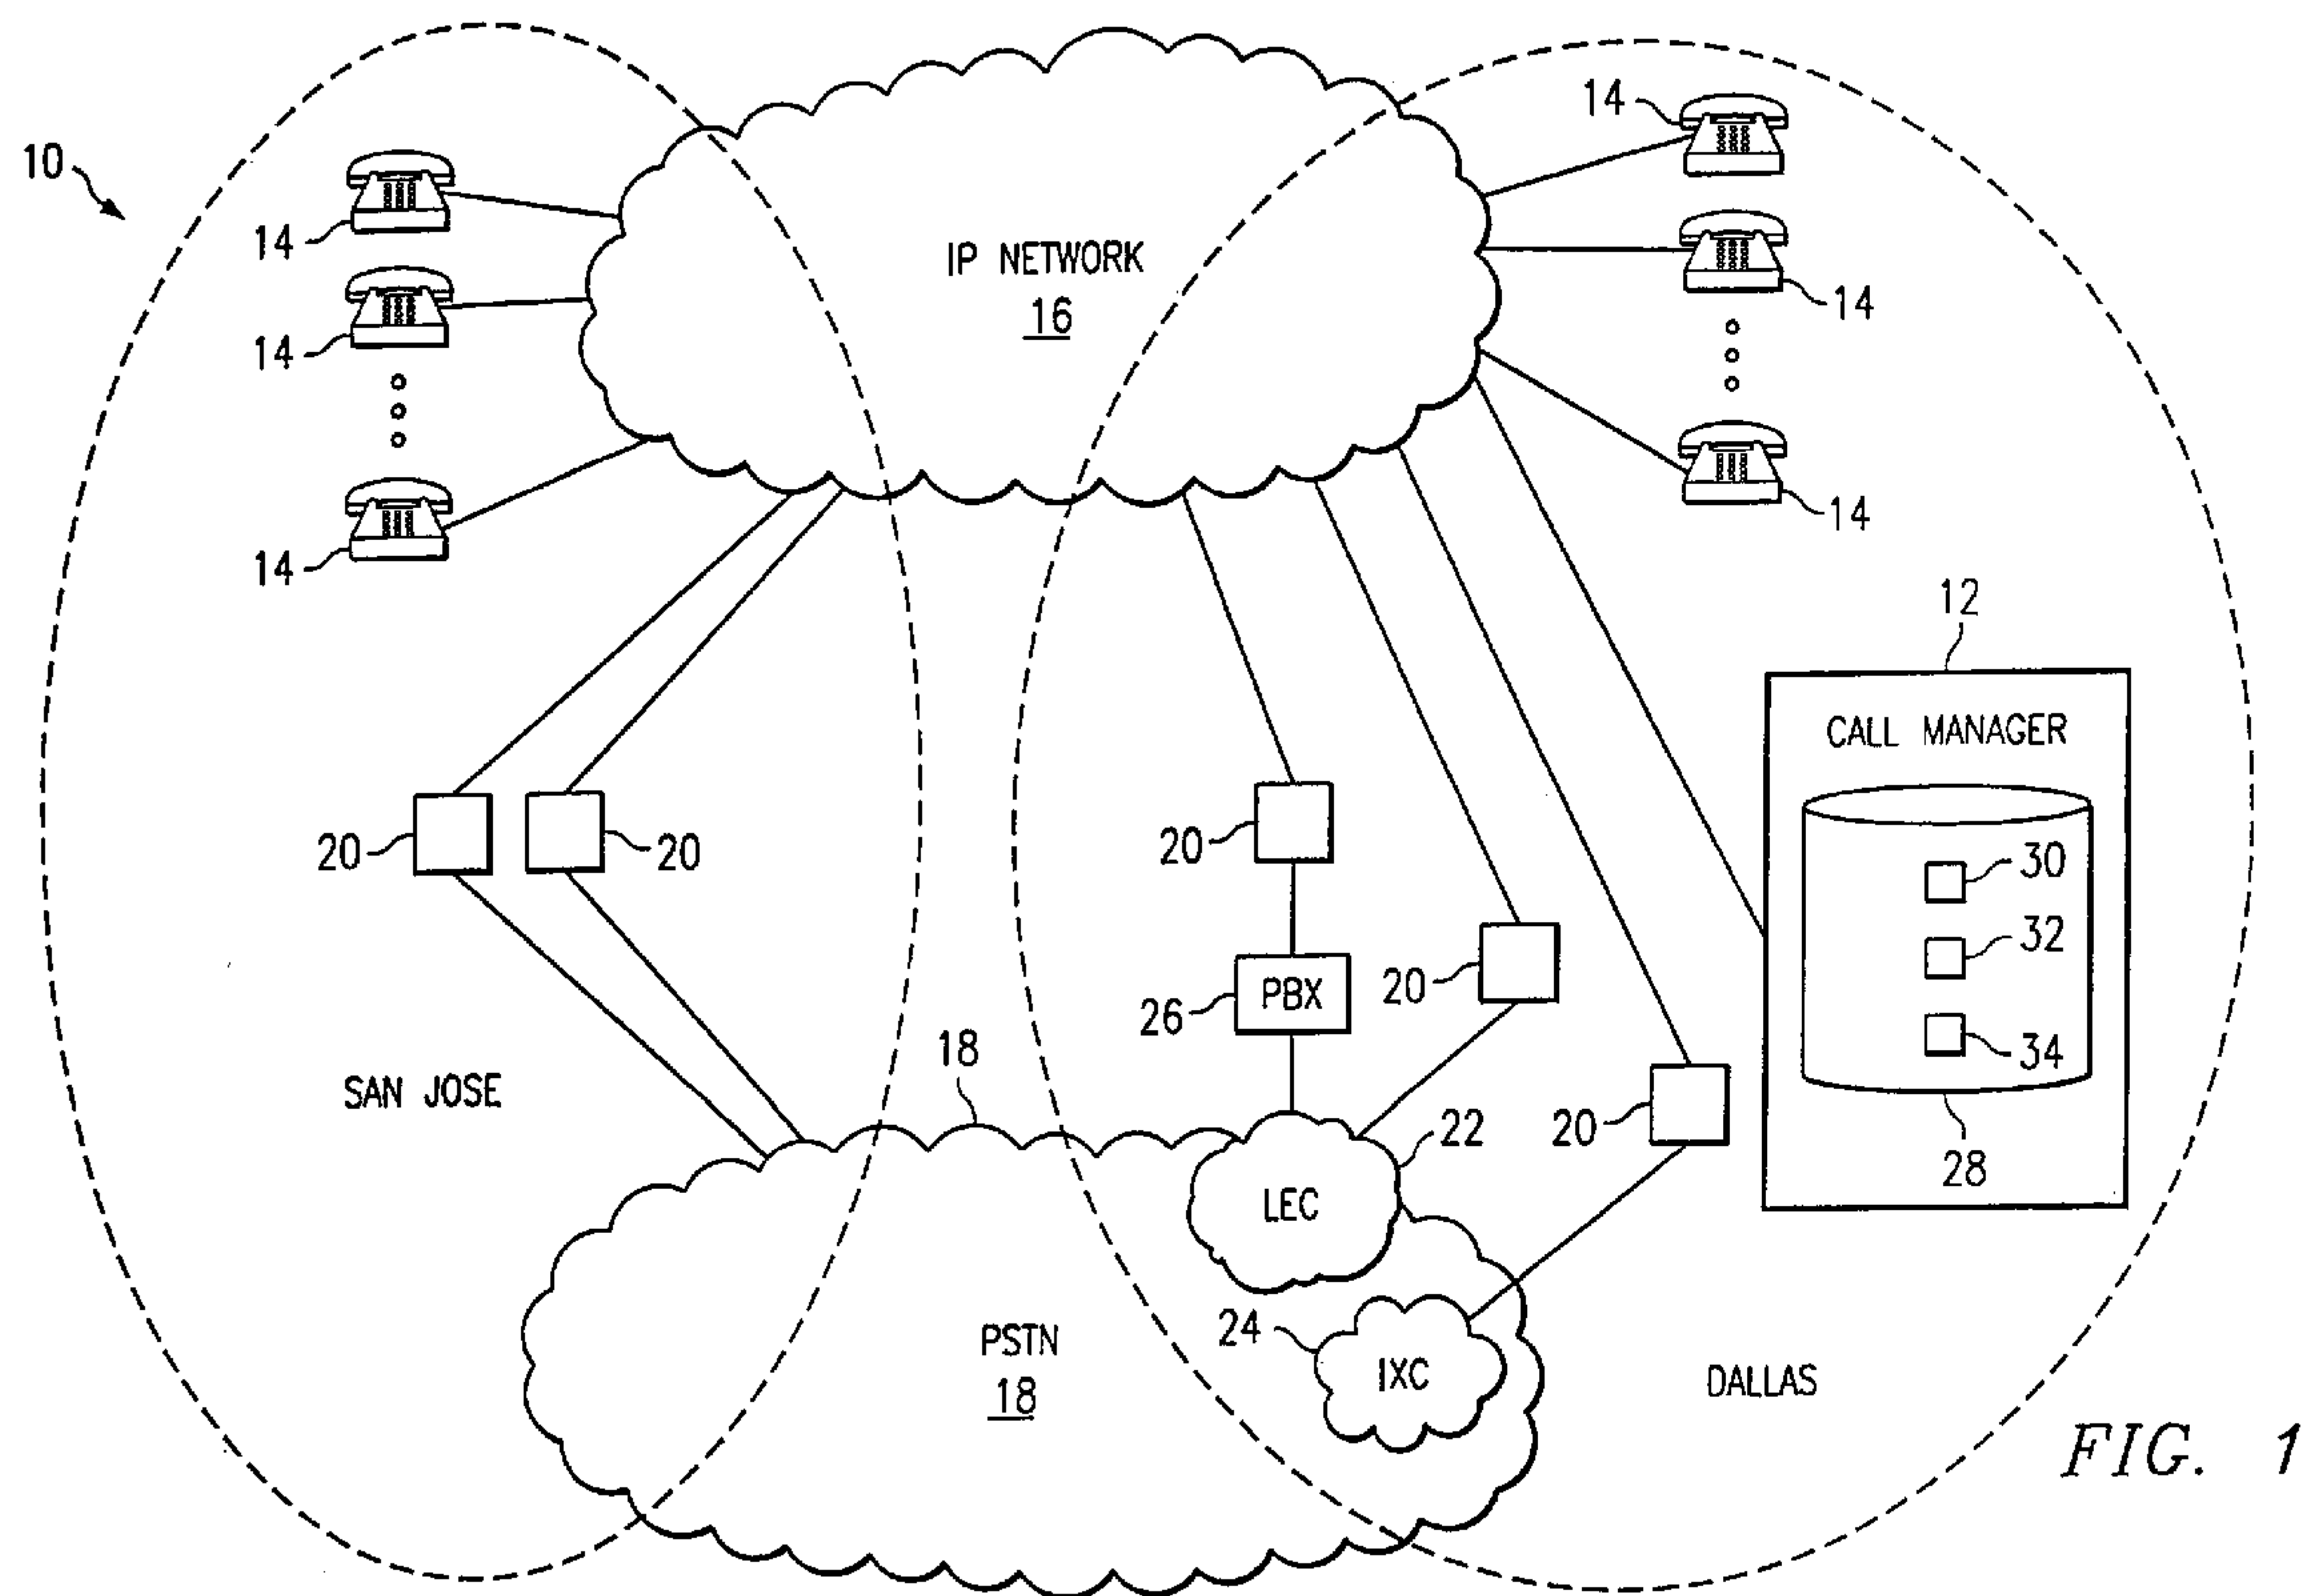 10
14
14
14
IP NETWORK
16
14
14
14
12
CALL MANAGER
30
32
34
28
20
20
20
26
PBX
20
20
SAN JOSE
18
22
LEC
24
IXC
PSTN
18
DALLAS
FIG. 1